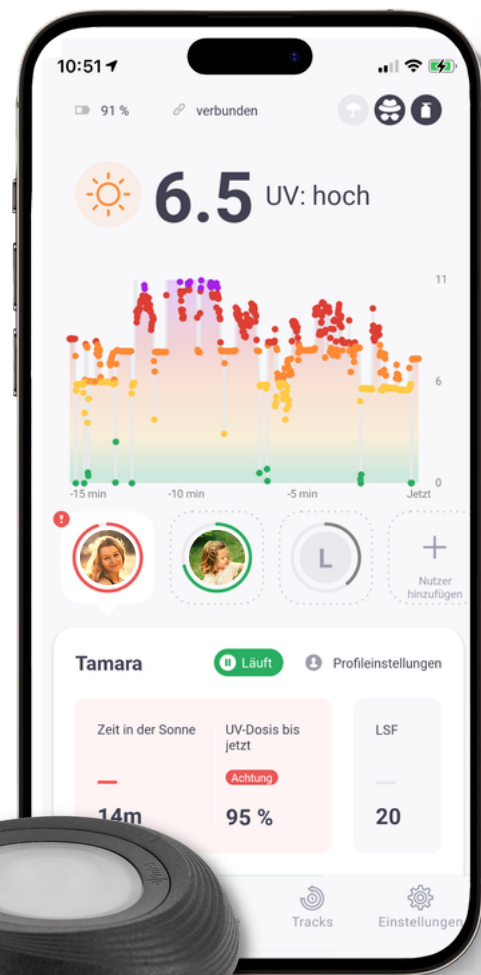 10:51
91 %
verbunden
6.5 UV: hoch
11
6
0
-15 min
-10 min
-5 min
Jetzt
!
L
Nutzer
hinzufügen
Tamara
Läuft
Profileinstellungen
Zeit in der Sonne
UV-Dosis bis
jetzt
LSF
Achtung
14m
95 %
20
Tracks
Einstellungen